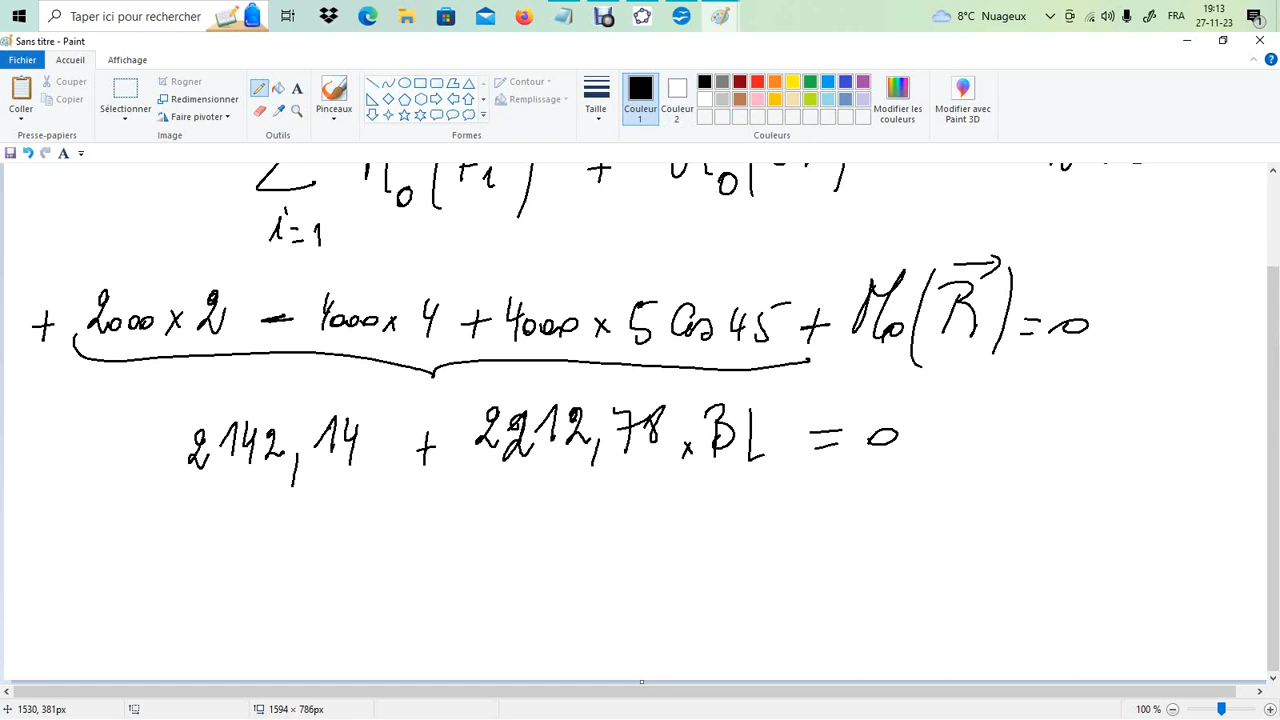 Taper ici pour rechercher
8°C Nuageux
FRA
19:13
27-11-23
1
Sans titre - Paint
Fichier Accueil Affichage
Coller
Couper
Copier
Presse-papiers
Sélectionner
Rogner
Redimensionner
Faire pivoter
Image
A
Outils
Pinceaux
Contour
Remplissage
Formes
Taille
Couleur 1
Couleur 2
Couleurs
Modifier les couleurs
Modifier avec Paint 3D
A
i=1
+ 2000 × 2 - 4000 × 4 + 4000 × 5 Cos 45 + M_o(R⃗) = 0
2142,14 + 2212,78 × BL = 0
1530, 381px
1594 × 786px
100 %